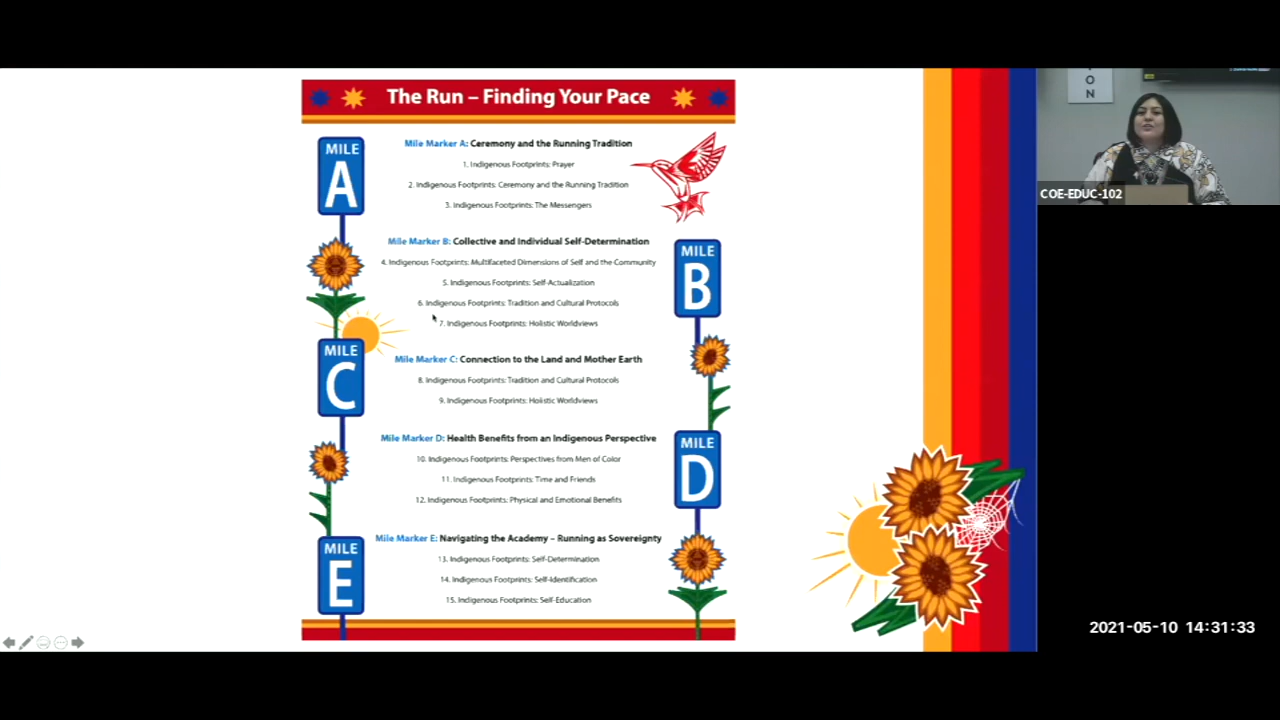 The Run – Finding Your Pace
MILE
A
Mile Marker A: Ceremony and the Running Tradition
1. Indigenous Footprints: Prayer
2. Indigenous Footprints: Ceremony and the Running Tradition
3. Indigenous Footprints: The Messengers
MILE
B
Mile Marker B: Collective and Individual Self-Determination
4. Indigenous Footprints: Multifaceted Dimensions of Self and the Community
5. Indigenous Footprints: Self-Actualization
6. Indigenous Footprints: Tradition and Cultural Protocols
7. Indigenous Footprints: Holistic Worldviews
MILE
C
Mile Marker C: Connection to the Land and Mother Earth
8. Indigenous Footprints: Tradition and Cultural Protocols
9. Indigenous Footprints: Holistic Worldviews
MILE
D
Mile Marker D: Health Benefits from an Indigenous Perspective
10. Indigenous Footprints: Perspectives from Men of Color
11. Indigenous Footprints: Time and Friends
12. Indigenous Footprints: Physical and Emotional Benefits
MILE
E
Mile Marker E: Navigating the Academy – Running as Sovereignty
13. Indigenous Footprints: Self-Determination
14. Indigenous Footprints: Self-Identification
15. Indigenous Footprints: Self-Education
O
N
COE-EDUC-102
2021-05-10 14:31:33